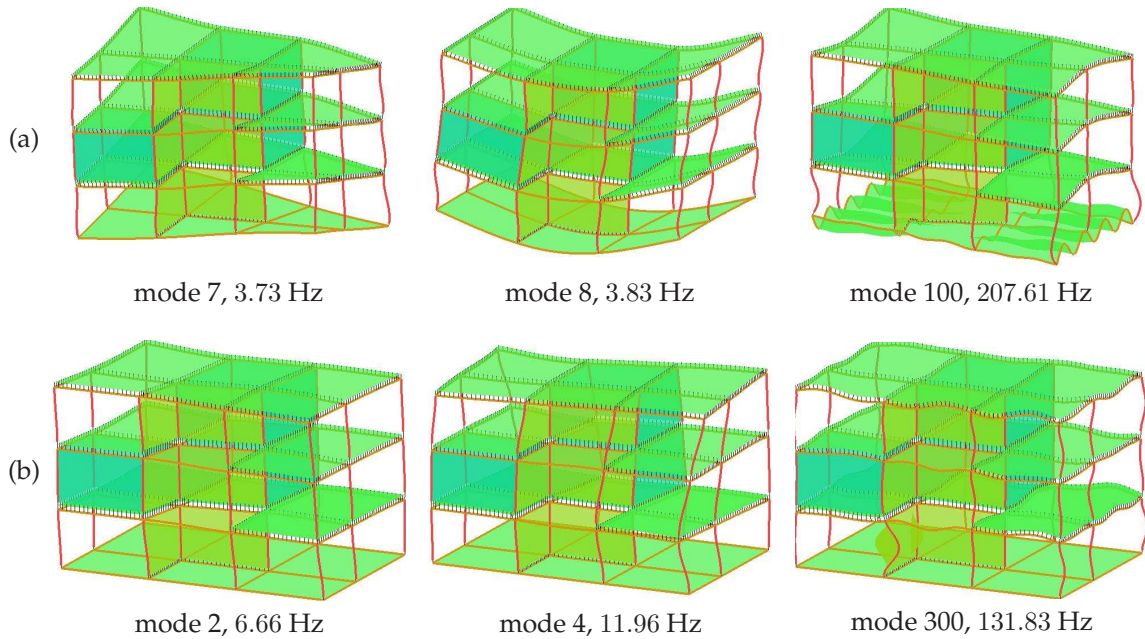 (a)
mode 7, 3.73 Hz
mode 8, 3.83 Hz
mode 100, 207.61 Hz
(b)
mode 2, 6.66 Hz
mode 4, 11.96 Hz
mode 300, 131.83 Hz